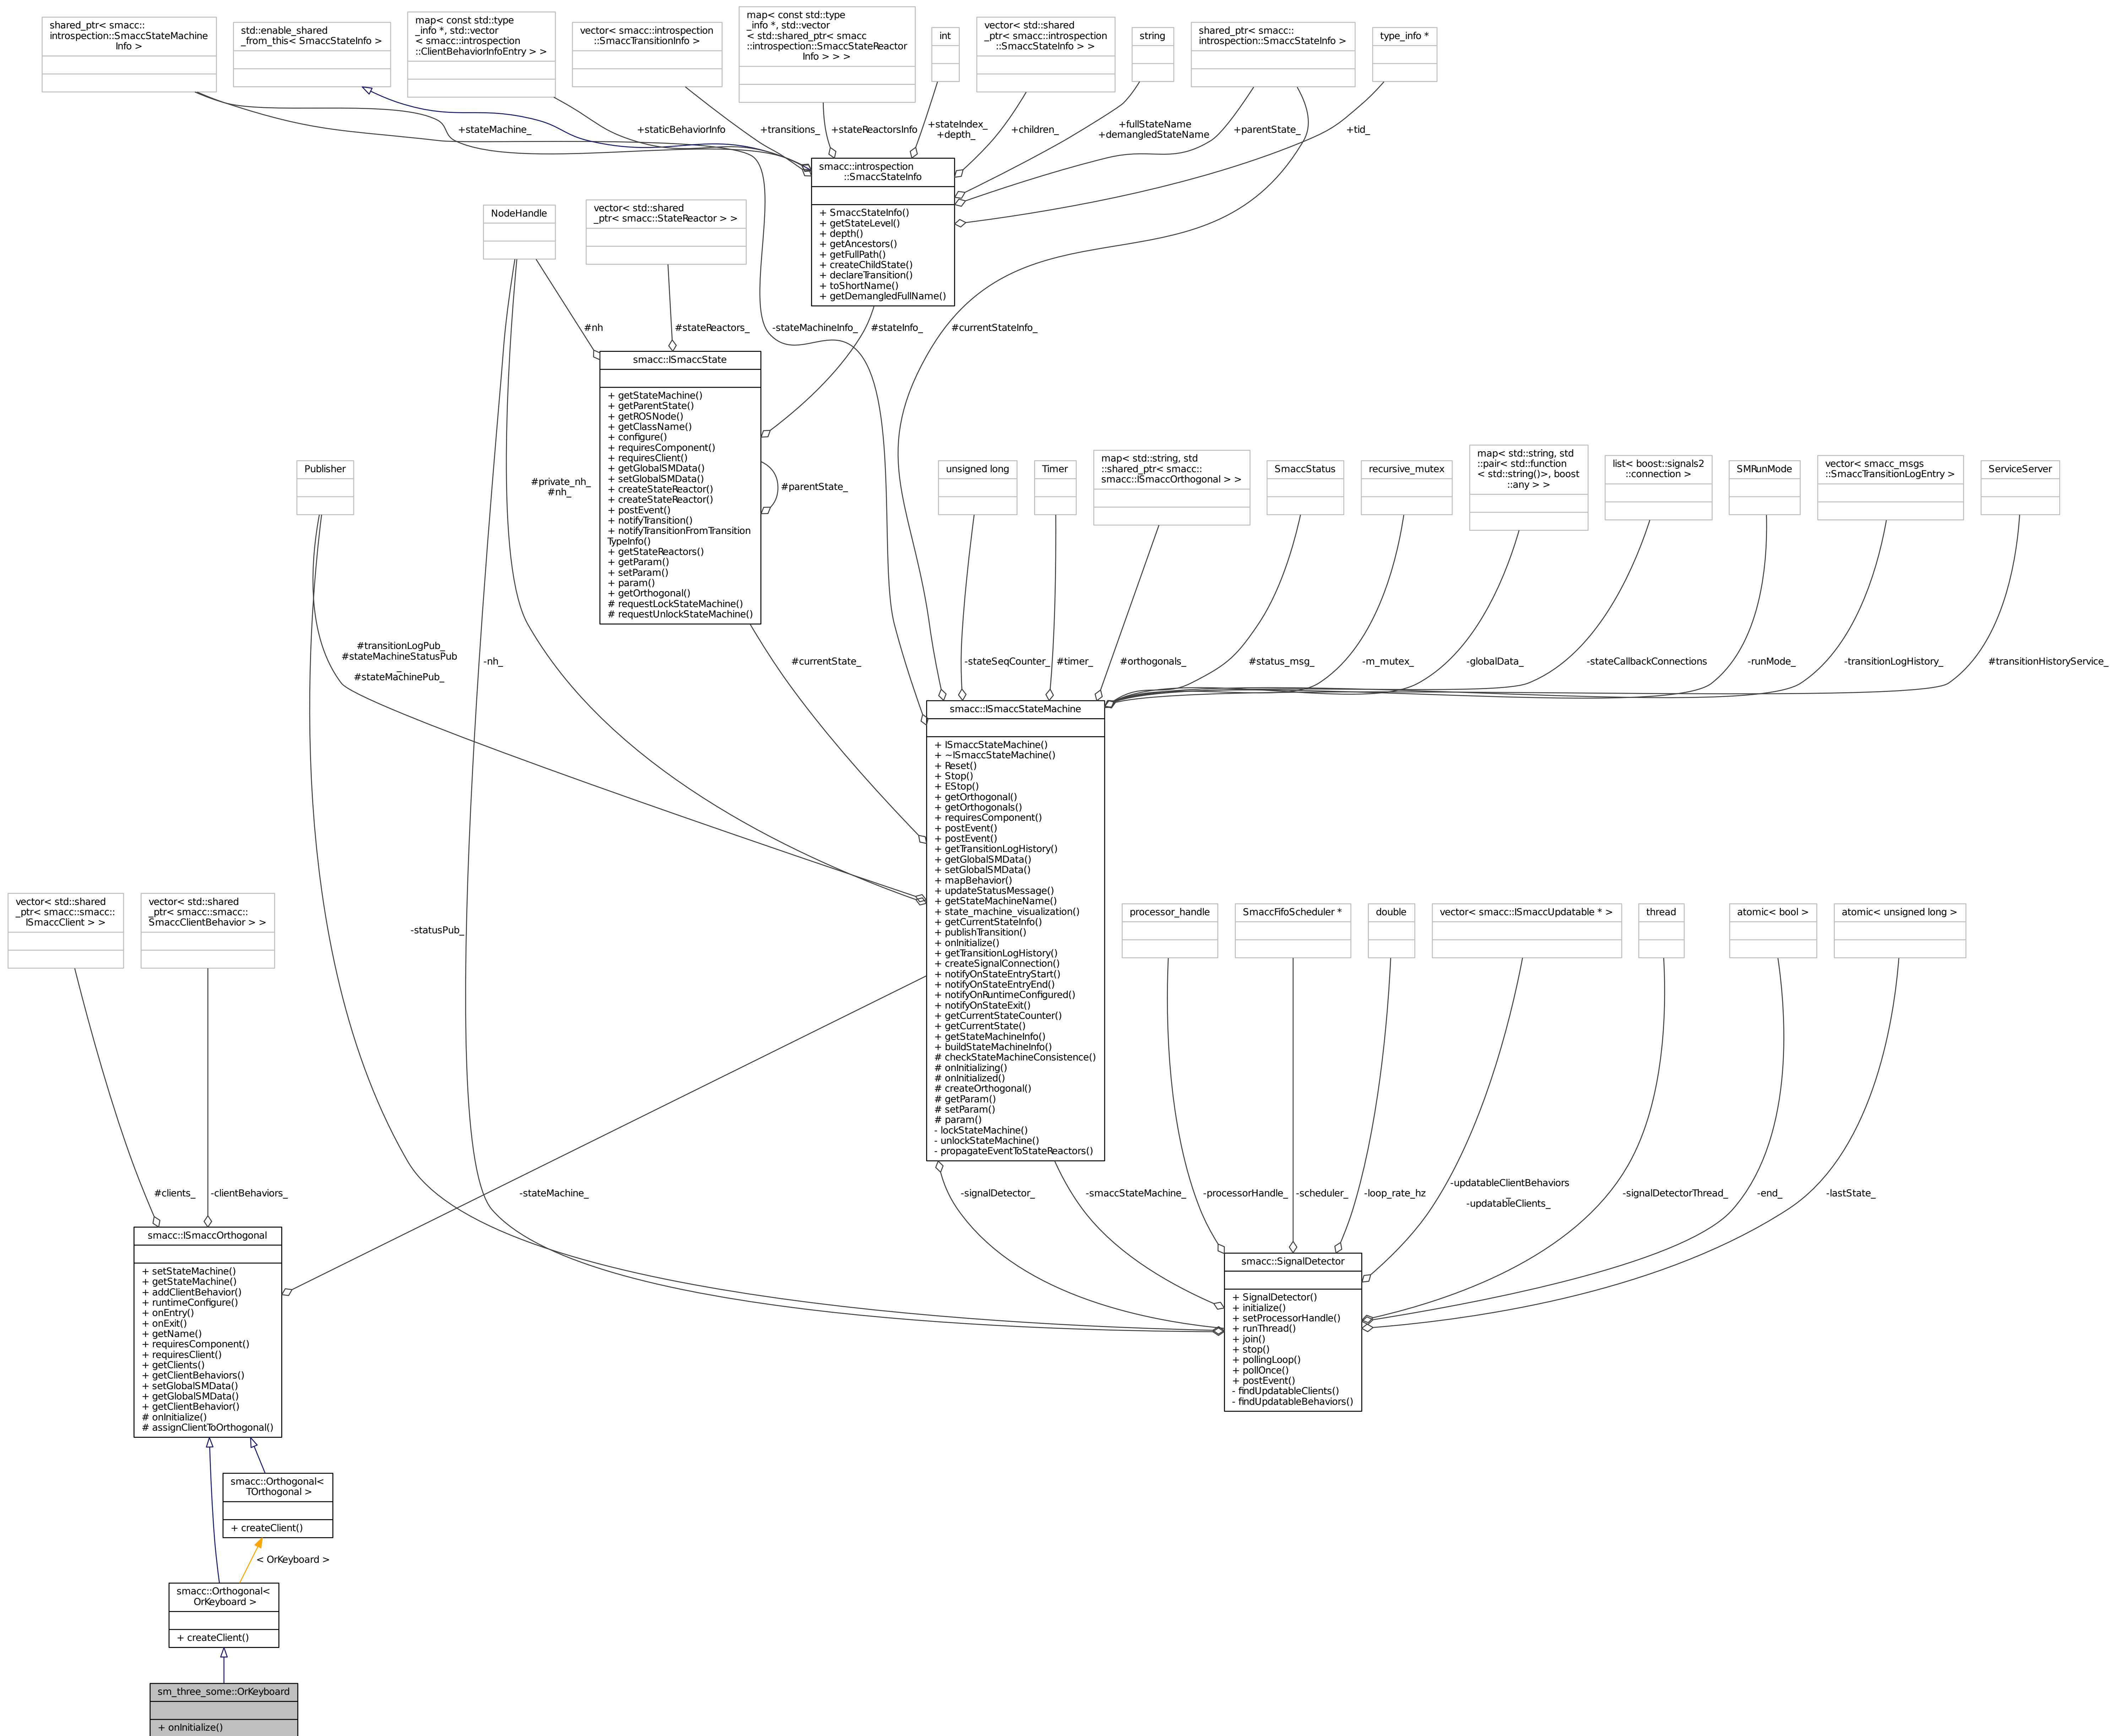 shared_ptr< smacc::
introspection::SmaccStateMachine
Info >
std::enable_shared
_from_this< SmaccStateInfo >
map< const std::type
_info *, std::vector
< smacc::introspection
::ClientBehaviorInfoEntry > >
vector< smacc::introspection
::SmaccTransitionInfo >
map< const std::type
_info *, std::vector
< std::shared_ptr< smacc
::introspection::SmaccStateReactor
Info > > >
int
vector< std::shared
_ptr< smacc::introspection
::SmaccStateInfo > >
string
shared_ptr< smacc::
introspection::SmaccStateInfo >
type_info *
+stateMachine_
+staticBehaviorInfo
+transitions_
+stateReactorsInfo
+stateIndex_
+depth_
+children_
+fullStateName
+demangledStateName
+parentState_
+tid_
smacc::introspection
::SmaccStateInfo
+ SmaccStateInfo()
+ getStateLevel()
+ depth()
+ getAncestors()
+ getFullPath()
+ createChildState()
+ declareTransition()
+ toShortName()
+ getDemangledFullName()
NodeHandle
vector< std::shared
_ptr< smacc::StateReactor > >
#nh
#stateReactors_
-stateMachineInfo_
#stateInfo_
#currentStateInfo_
smacc::ISmaccState
+ getStateMachine()
+ getParentState()
+ getROSNode()
+ getClassName()
+ configure()
+ requiresComponent()
+ requiresClient()
+ getGlobalSMData()
+ setGlobalSMData()
+ createStateReactor()
+ createStateReactor()
+ postEvent()
+ notifyTransition()
+ notifyTransitionFromTransition
TypeInfo()
+ getStateReactors()
+ getParam()
+ setParam()
+ param()
+ getOrthogonal()
# requestLockStateMachine()
# requestUnlockStateMachine()
#parentState_
Publisher
#private_nh_
#nh_
unsigned long
Timer
map< std::string, std
::shared_ptr< smacc::
smacc::ISmaccOrthogonal > >
SmaccStatus
recursive_mutex
map< std::string, std
::pair< std::function
< std::string()>, boost
::any > >
list< boost::signals2
::connection >
SMRunMode
vector< smacc_msgs
::SmaccTransitionLogEntry >
ServiceServer
#transitionLogPub_
#stateMachineStatusPub
_
#stateMachinePub_
-nh_
#currentState_
-stateSeqCounter_
#timer_
#orthogonals_
#status_msg_
-m_mutex_
-globalData_
-stateCallbackConnections
-runMode_
-transitionLogHistory_
#transitionHistoryService_
smacc::ISmaccStateMachine
+ ISmaccStateMachine()
+ ~ISmaccStateMachine()
+ Reset()
+ Stop()
+ EStop()
+ getOrthogonal()
+ getOrthogonals()
+ requiresComponent()
+ postEvent()
+ postEvent()
+ getTransitionLogHistory()
+ getGlobalSMData()
+ setGlobalSMData()
+ mapBehavior()
+ updateStatusMessage()
+ getStateMachineName()
+ state_machine_visualization()
+ getCurrentStateInfo()
+ publishTransition()
+ onInitialize()
+ getTransitionLogHistory()
+ createSignalConnection()
+ notifyOnStateEntryStart()
+ notifyOnStateEntryEnd()
+ notifyOnRuntimeConfigured()
+ notifyOnStateExit()
+ getCurrentStateCounter()
+ getCurrentState()
+ getStateMachineInfo()
+ buildStateMachineInfo()
# checkStateMachineConsistence()
# onInitializing()
# onInitialized()
# createOrthogonal()
# getParam()
# setParam()
# param()
- lockStateMachine()
- unlockStateMachine()
- propagateEventToStateReactors()
vector< std::shared
_ptr< smacc::smacc::
ISmaccClient > >
vector< std::shared
_ptr< smacc::smacc::
SmaccClientBehavior > >
-statusPub_
processor_handle
SmaccFifoScheduler *
double
vector< smacc::ISmaccUpdatable * >
thread
atomic< bool >
atomic< unsigned long >
#clients_
-clientBehaviors_
-stateMachine_
-signalDetector_
-smaccStateMachine_
-processorHandle_
-scheduler_
-loop_rate_hz
-updatableClientBehaviors
_
-updatableClients_
-signalDetectorThread_
-end_
-lastState_
smacc::ISmaccOrthogonal
+ setStateMachine()
+ getStateMachine()
+ addClientBehavior()
+ runtimeConfigure()
+ onEntry()
+ onExit()
+ getName()
+ requiresComponent()
+ requiresClient()
+ getClients()
+ getClientBehaviors()
+ setGlobalSMData()
+ getGlobalSMData()
+ getClientBehavior()
# onInitialize()
# assignClientToOrthogonal()
smacc::SignalDetector
+ SignalDetector()
+ initialize()
+ setProcessorHandle()
+ runThread()
+ join()
+ stop()
+ pollingLoop()
+ pollOnce()
+ postEvent()
- findUpdatableClients()
- findUpdatableBehaviors()
smacc::Orthogonal<
TOrthogonal >
+ createClient()
< OrKeyboard >
smacc::Orthogonal<
OrKeyboard >
+ createClient()
sm_three_some::OrKeyboard
+ onInitialize()